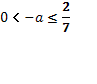 0 < −a ≤ 2/7